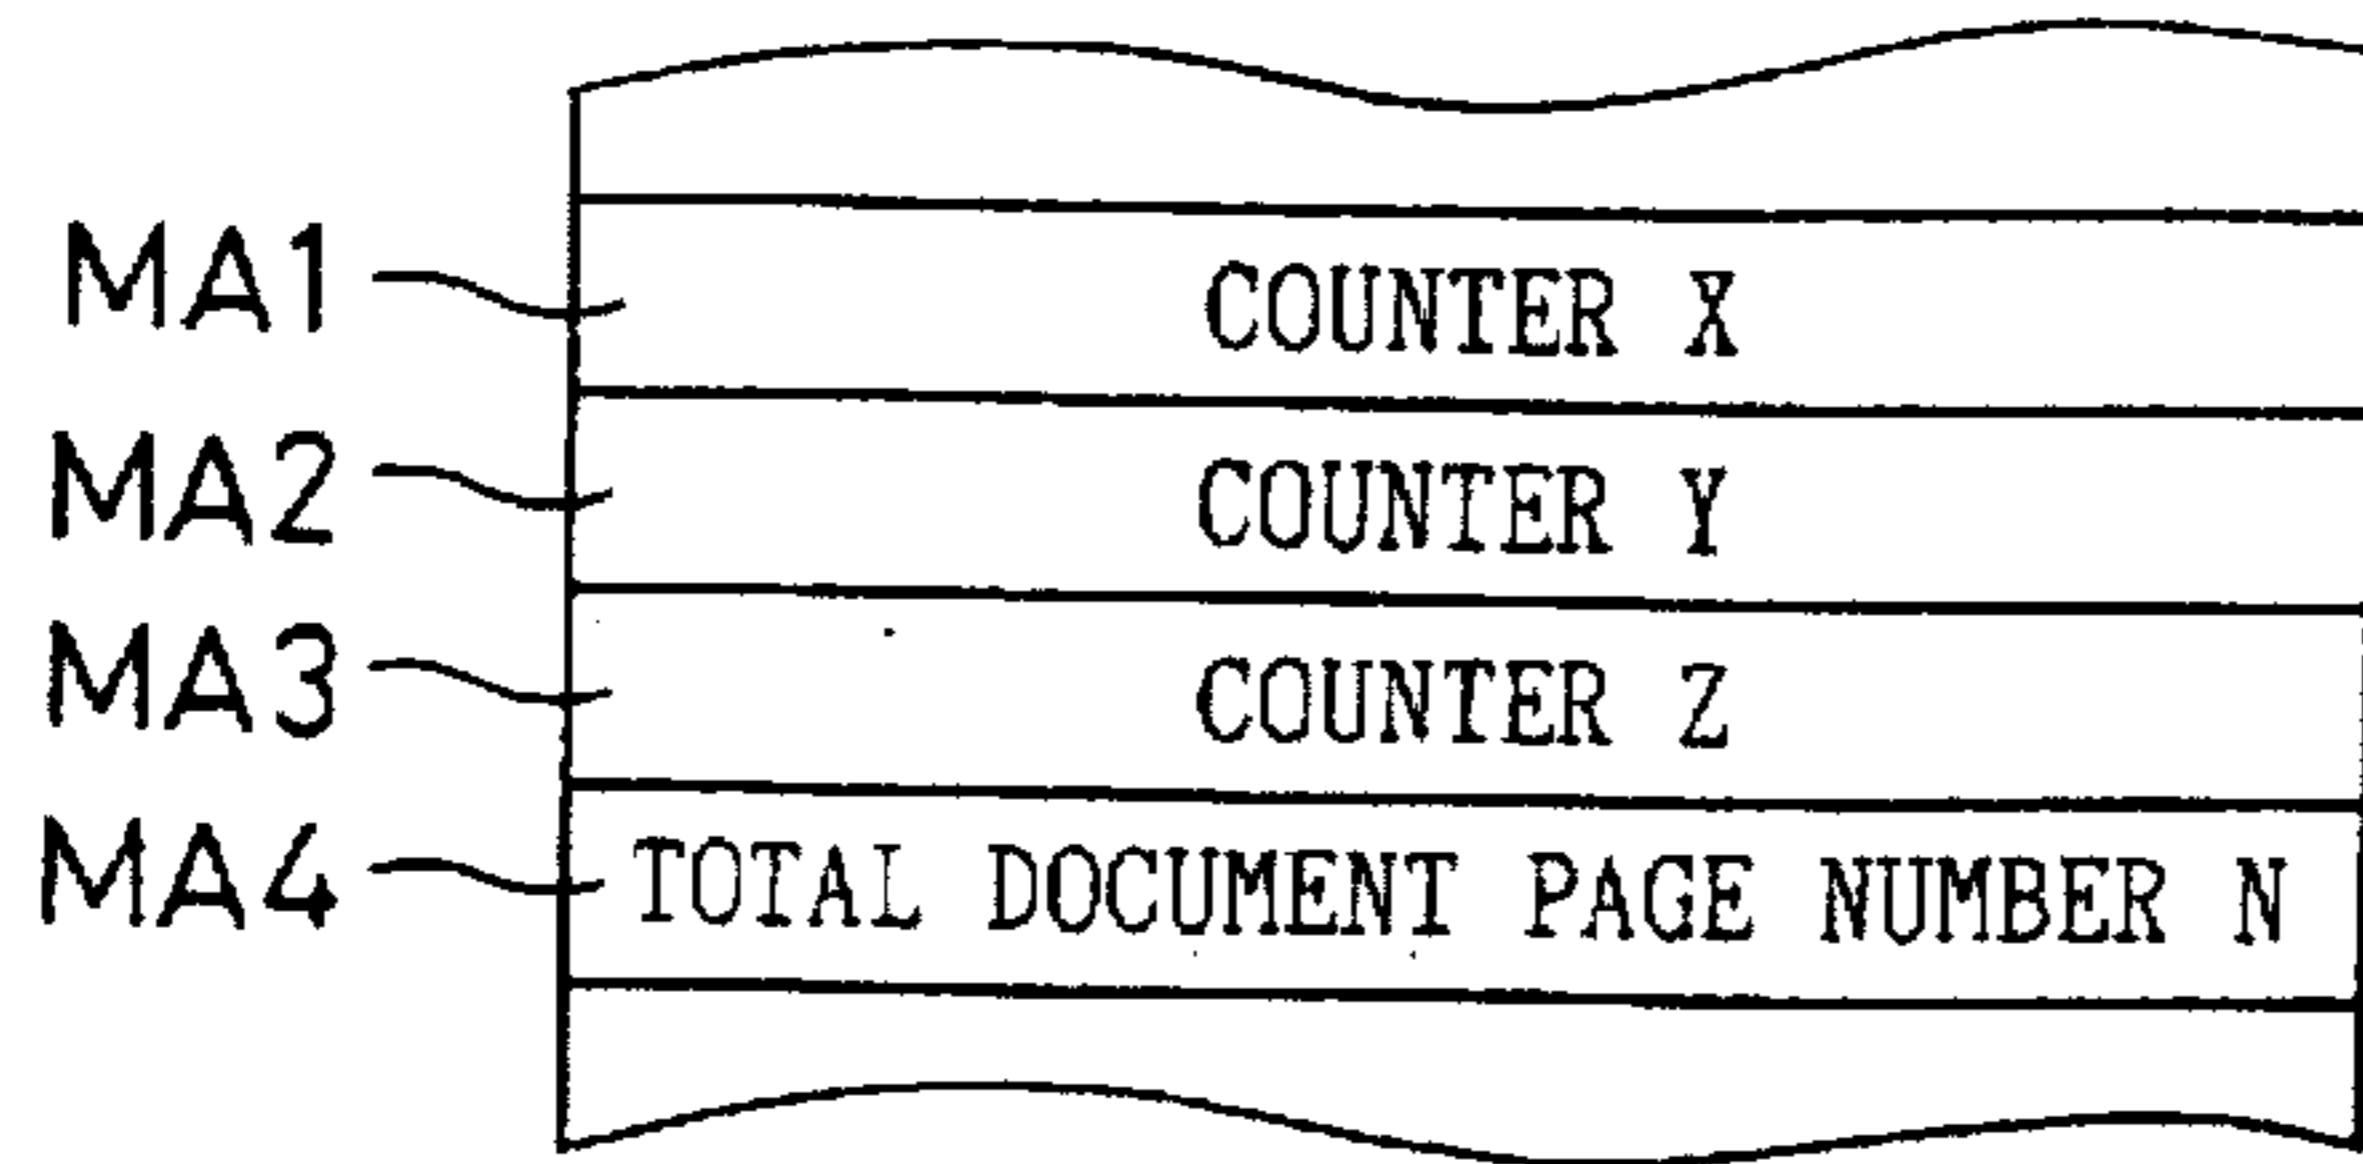 MA1 COUNTER X
MA2 COUNTER Y
MA3 COUNTER Z
MA4 TOTAL DOCUMENT PAGE NUMBER N